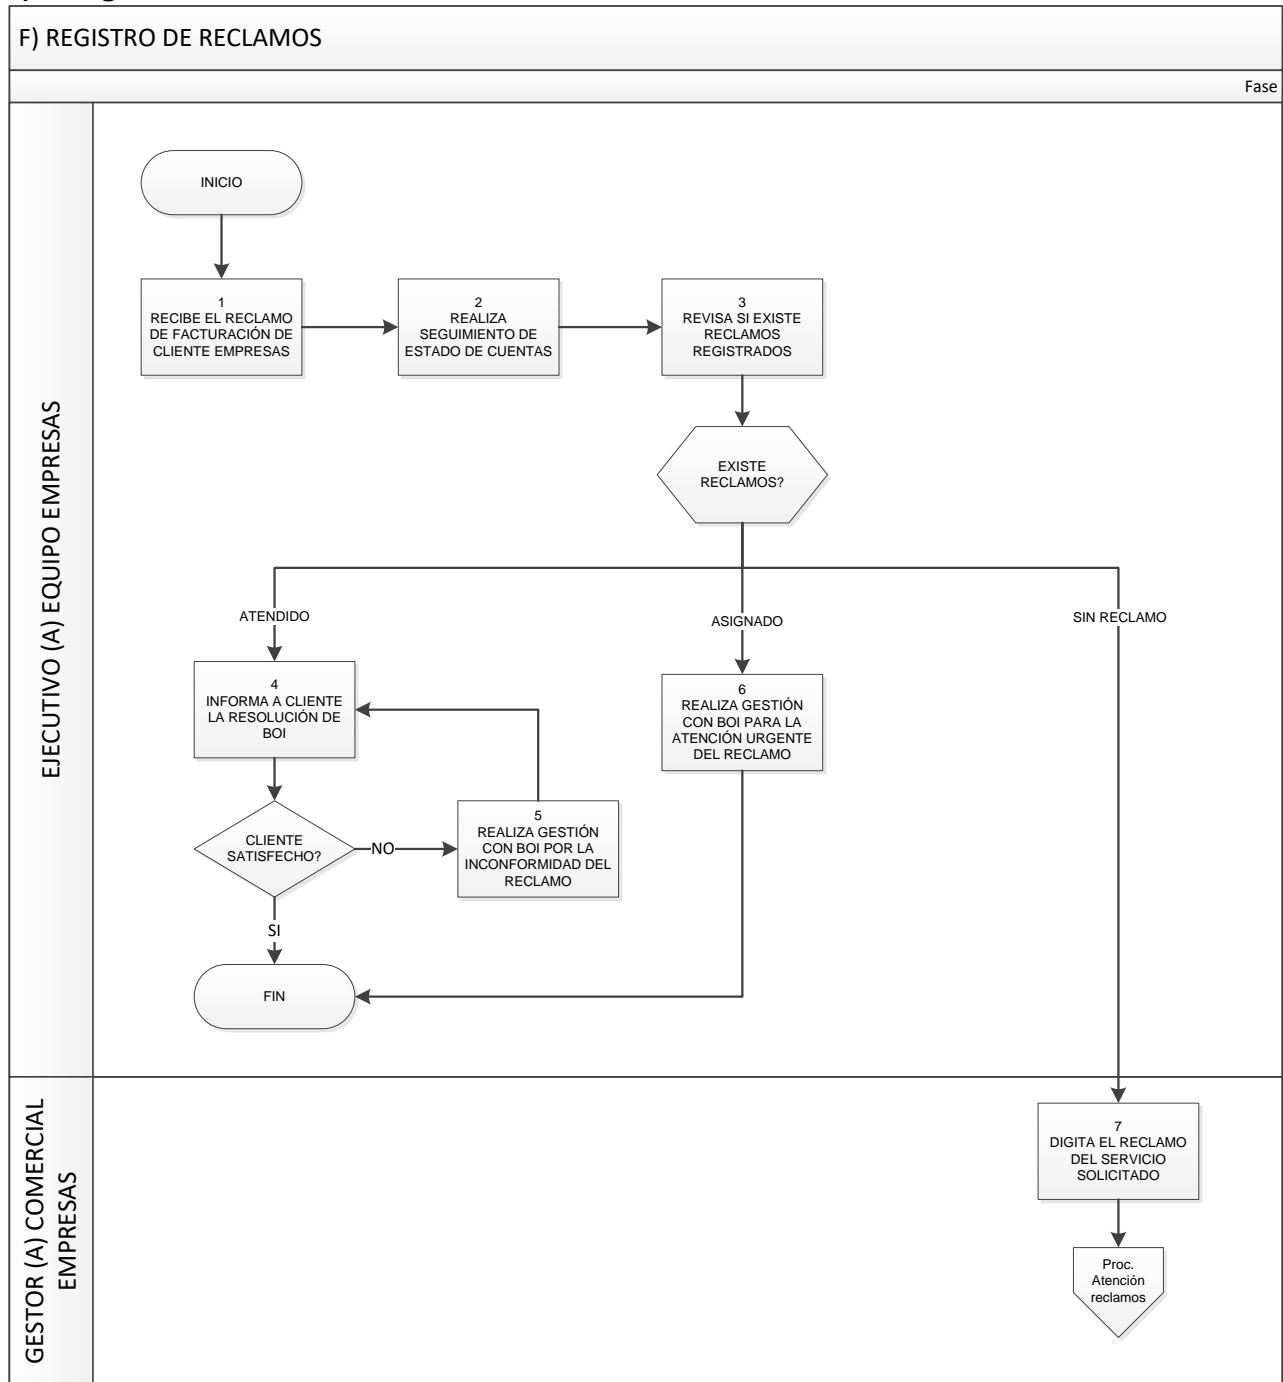 F) REGISTRO DE RECLAMOS
Fase
EJECUTIVO (A) EQUIPO EMPRESAS
INICIO
1
RECIBE EL RECLAMO
DE FACTURACIÓN DE
CLIENTE EMPRESAS
2
REALIZA
SEGUIMIENTO DE
ESTADO DE CUENTAS
3
REVISA SI EXISTE
RECLAMOS
REGISTRADOS
EXISTE
RECLAMOS?
ATENDIDO
ASIGNADO
SIN RECLAMO
4
INFORMA A CLIENTE
LA RESOLUCIÓN DE
BOI
6
REALIZA GESTIÓN
CON BOI PARA LA
ATENCIÓN URGENTE
DEL RECLAMO
CLIENTE
SATISFECHO?
NO
5
REALIZA GESTIÓN
CON BOI POR LA
INCONFORMIDAD DEL
RECLAMO
SI
FIN
GESTOR (A) COMERCIAL
EMPRESAS
7
DIGITA EL RECLAMO
DEL SERVICIO
SOLICITADO
Proc.
Atención
reclamos